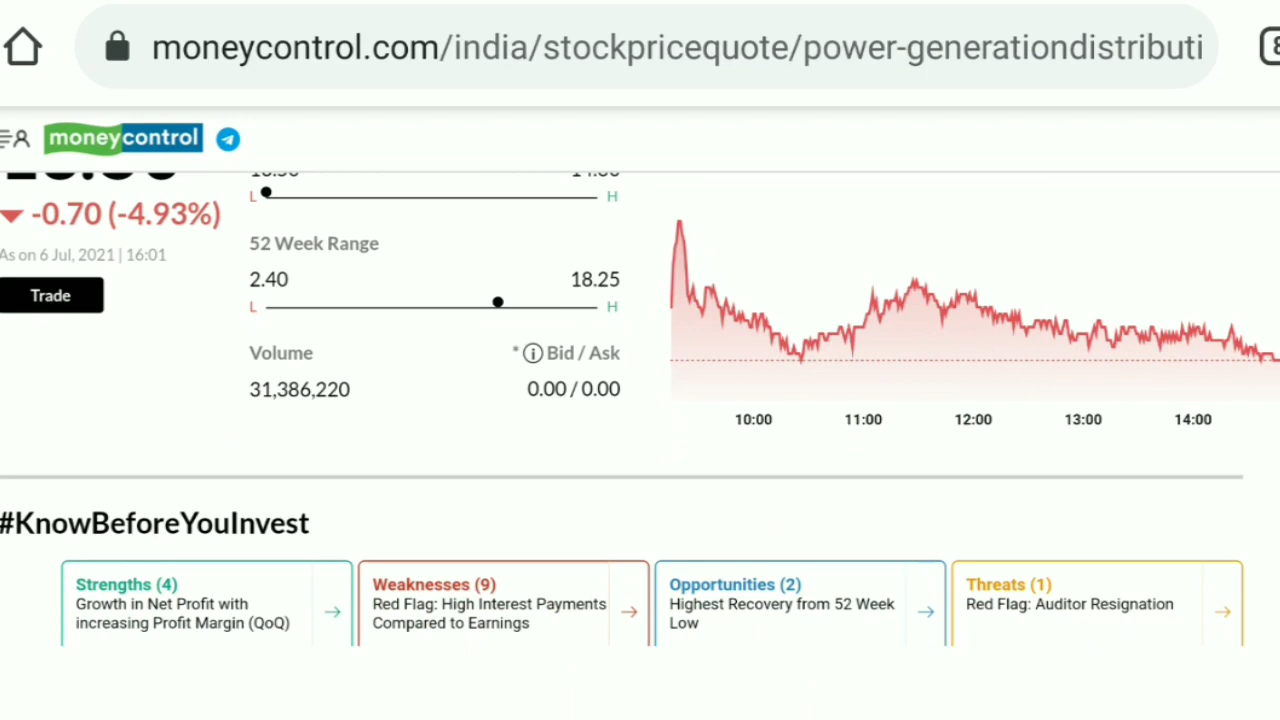 moneycontrol.com/india/stockpricequote/power-generationdistributi
moneycontrol
-0.70 (-4.93%)
As on 6 Jul, 2021 | 16:01
Trade
L H
52 Week Range
2.40 18.25
L H
Volume * i Bid / Ask
31,386,220 0.00 / 0.00
10:00 11:00 12:00 13:00 14:00
#KnowBeforeYouInvest
Strengths (4)
Growth in Net Profit with
increasing Profit Margin (QoQ)
Weaknesses (9)
Red Flag: High Interest Payments
Compared to Earnings
Opportunities (2)
Highest Recovery from 52 Week
Low
Threats (1)
Red Flag: Auditor Resignation